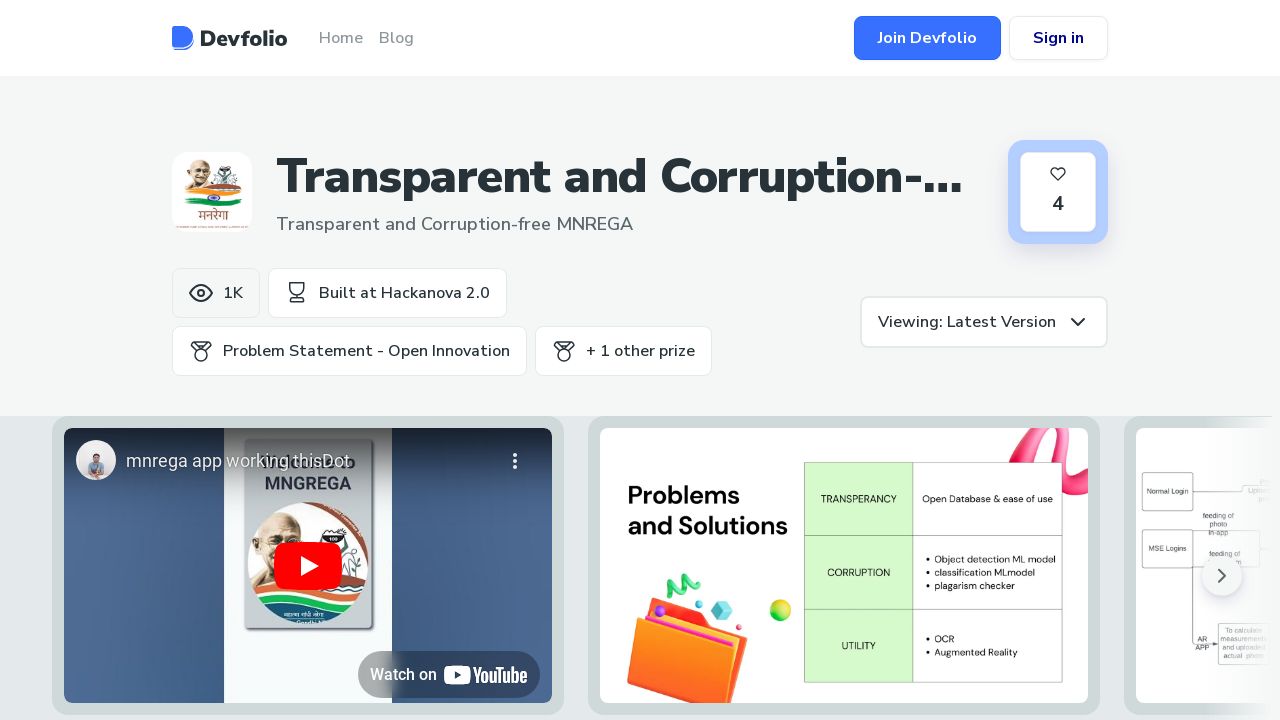 Devfolio
Home
Blog
Join Devfolio
Sign in
मनरेगा
Transparent and Corruption-...
Transparent and Corruption-free MNREGA
4
1K
Built at Hackanova 2.0
Problem Statement - Open Innovation
+ 1 other prize
Viewing: Latest Version
mnrega app working thisDot
MNGREGA
Watch on YouTube
Problems
and Solutions
TRANSPERANCY
Open Database & ease of use
CORRUPTION
• Object detection ML model
• classification MLmodel
• plagarism checker
UTILITY
• OCR
• Augmented Reality
Normal Login
feeding of
photo
in-app
MSE Logins
feeding of
AR
APP
To calculate
measurements
and uploaded
actual photo